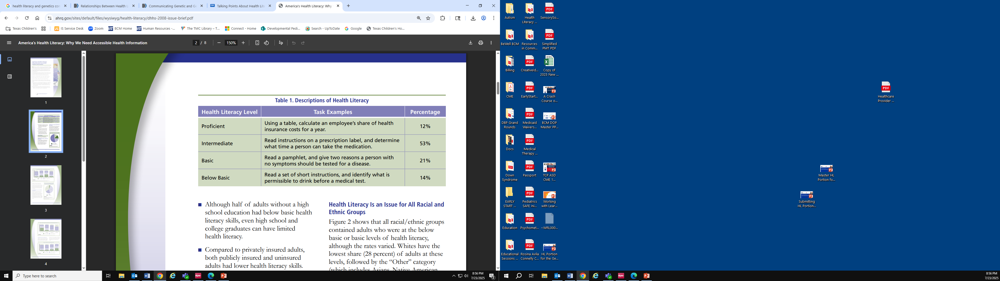 health literacy and genetics con
Relationships Between Health L
Communicating Genetic and Ge
Talking Points About Health Lite
America's Health Literacy: Why
ahrq.gov/sites/default/files/wysiwyg/health-literacy/dhhs-2008-issue-brief.pdf
Texas Children's
IS Service Desk
Zoom
BCM Home
Human Resources -...
The TMC Library – T...
Connect - Home
Developmental Pedi...
Search - UpToDate
Google
Texas Children's Ho...
America's Health Literacy: Why We Need Accessible Health Information
2 / 8
150%
1
2
3
4
Table 1. Descriptions of Health Literacy
Health Literacy Level Task Examples Percentage
Proficient Using a table, calculate an employee's share of health
insurance costs for a year. 12%
Intermediate Read instructions on a prescription label, and determine
what time a person can take the medication. 53%
Basic Read a pamphlet, and give two reasons a person with
no symptoms should be tested for a disease. 21%
Below Basic Read a set of short instructions, and identify what is
permissible to drink before a medical test. 14%
■ Although half of adults without a high
school education had below basic health
literacy skills, even high school and
college graduates can have limited
health literacy.
■ Compared to privately insured adults,
both publicly insured and uninsured
adults had lower health literacy skills.
Health Literacy Is an Issue for All Racial and
Ethnic Groups
Figure 2 shows that all racial/ethnic groups
contained adults who were at the below
basic or basic levels of health literacy,
although the rates varied. Whites have the
lowest share (28 percent) of adults at these
levels, followed by the “Other” category
(which includes Asians, Native American
Autism
Health
Literacy ...
SensorySo...
BeWell BCM
Resources
in Comm...
Simplified
PMT PDF
Billing
CreativeId...
Copy of
2025 New ...
CME
EarlyStart...
A Crash
Course o...
DBP Grand
Rounds
Medicaid
Waivers...
BCM DOP
Master PP...
Docs
Medical
Therapy ...
Down
Syndrome
Passport
TCP ASD
CME 1...
EARLY
START ...
Pediatrics
SAFE Ini...
Working
with Lear...
Education
Psychomet...
~WRL000...
Educational
Sessions ...
Rosina Avila
Connelly C...
HL Portion
for the Ge...
Healthcare
Provider ...
Master HL
Portion fo...
Submitting
HL Portion...
Type here to search
8:56 PM
7/23/2025
2
8:56 PM
7/23/2025